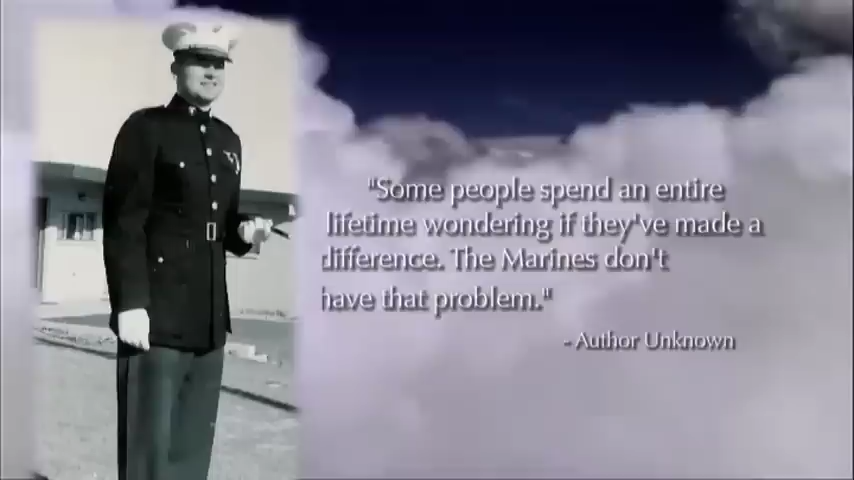 "Some people spend an entire
lifetime wondering if they've made a
difference. The Marines don't
have that problem."
- Author Unknown